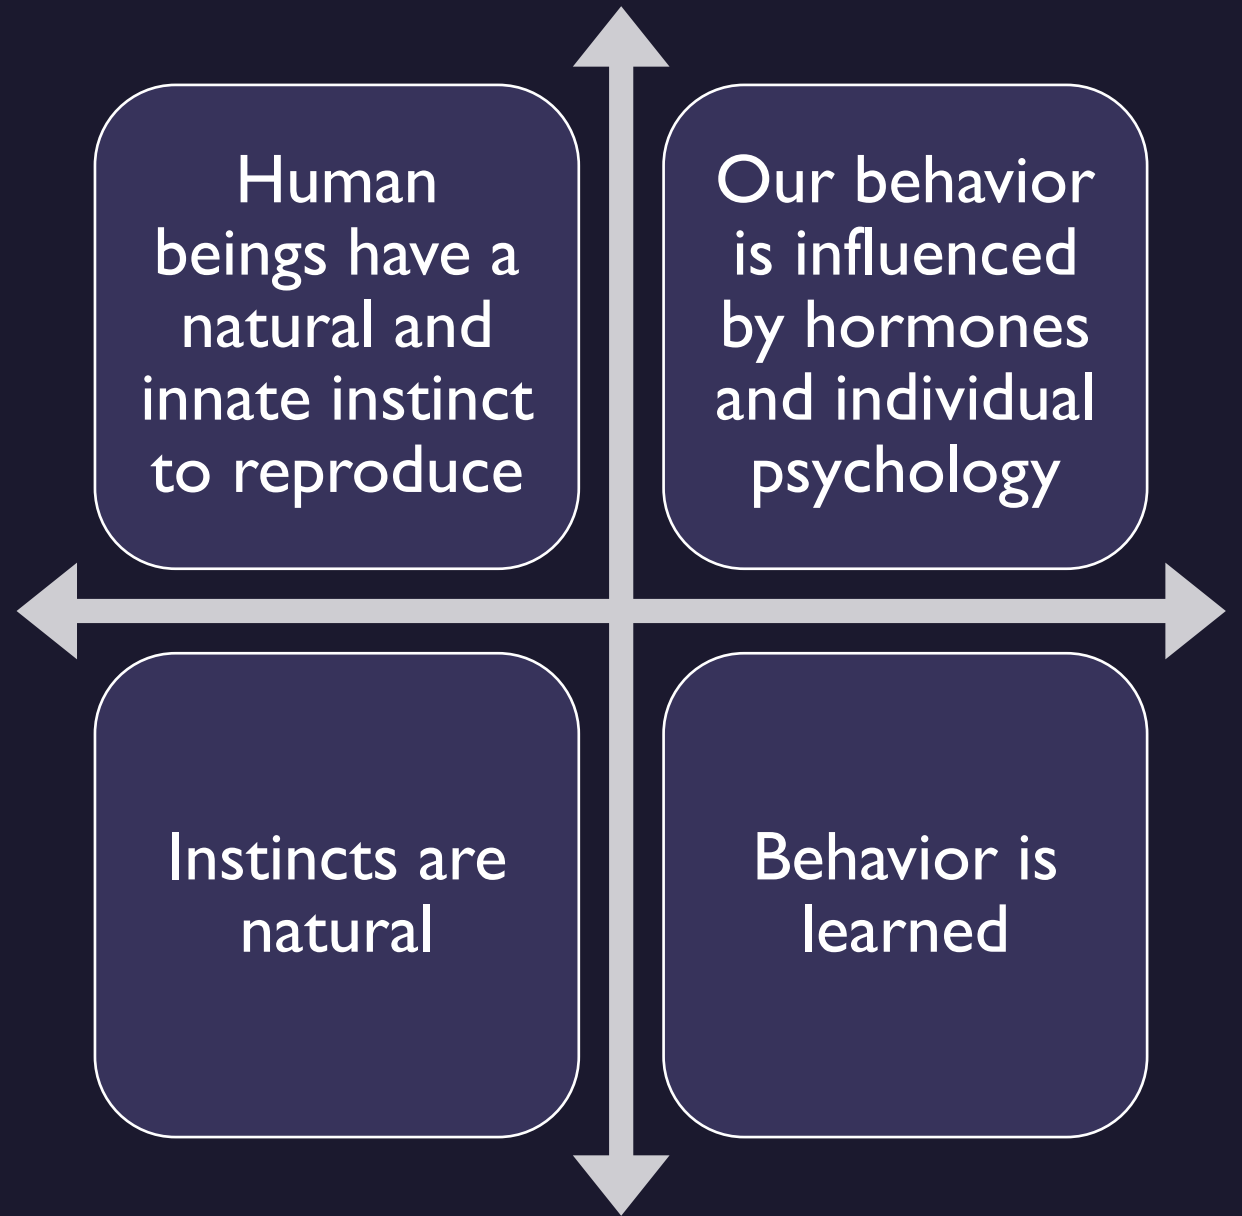 Human
beings have a
natural and
innate instinct
to reproduce
Our behavior
is influenced
by hormones
and individual
psychology
Instincts are
natural
Behavior is
learned